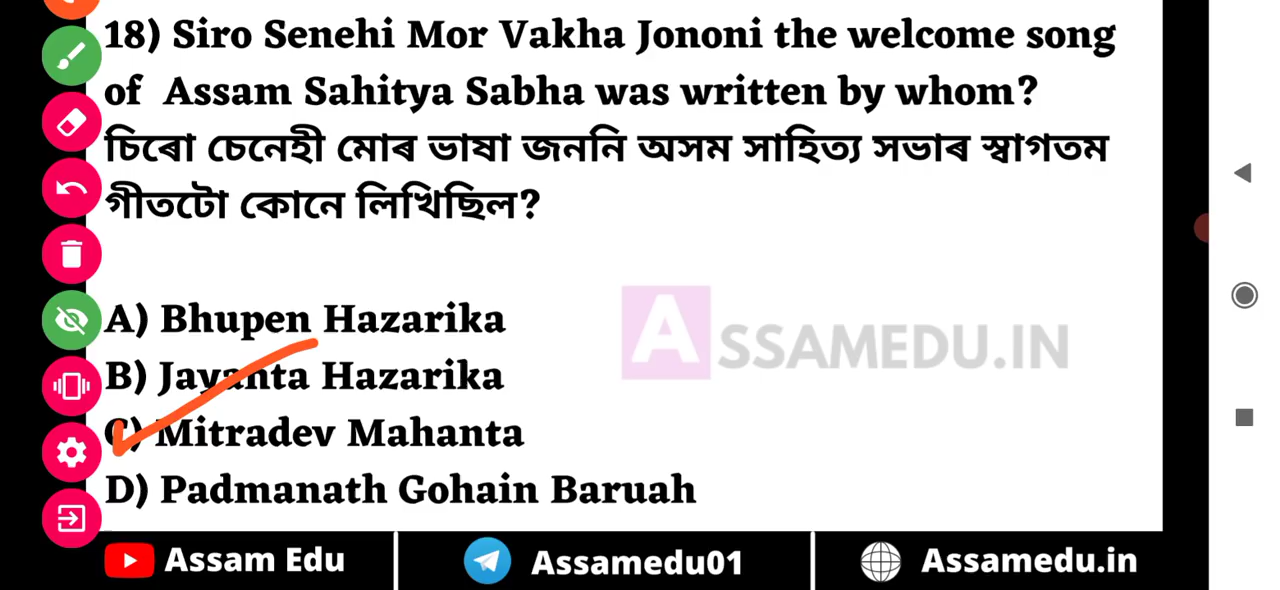 18) Siro Senehi Mor Vakha Jononi the welcome song
of Assam Sahitya Sabha was written by whom?
চিৰো চেনেহী মোৰ ভাষা জননি অসম সাহিত্য সভাৰ স্বাগতম
গীতটো কোনে লিখিছিল?
A) Bhupen Hazarika
B) Jayanta Hazarika
C) Mitradev Mahanta
D) Padmanath Gohain Baruah
ASSAMEDU.IN
Assam Edu
Assamedu01
Assamedu.in